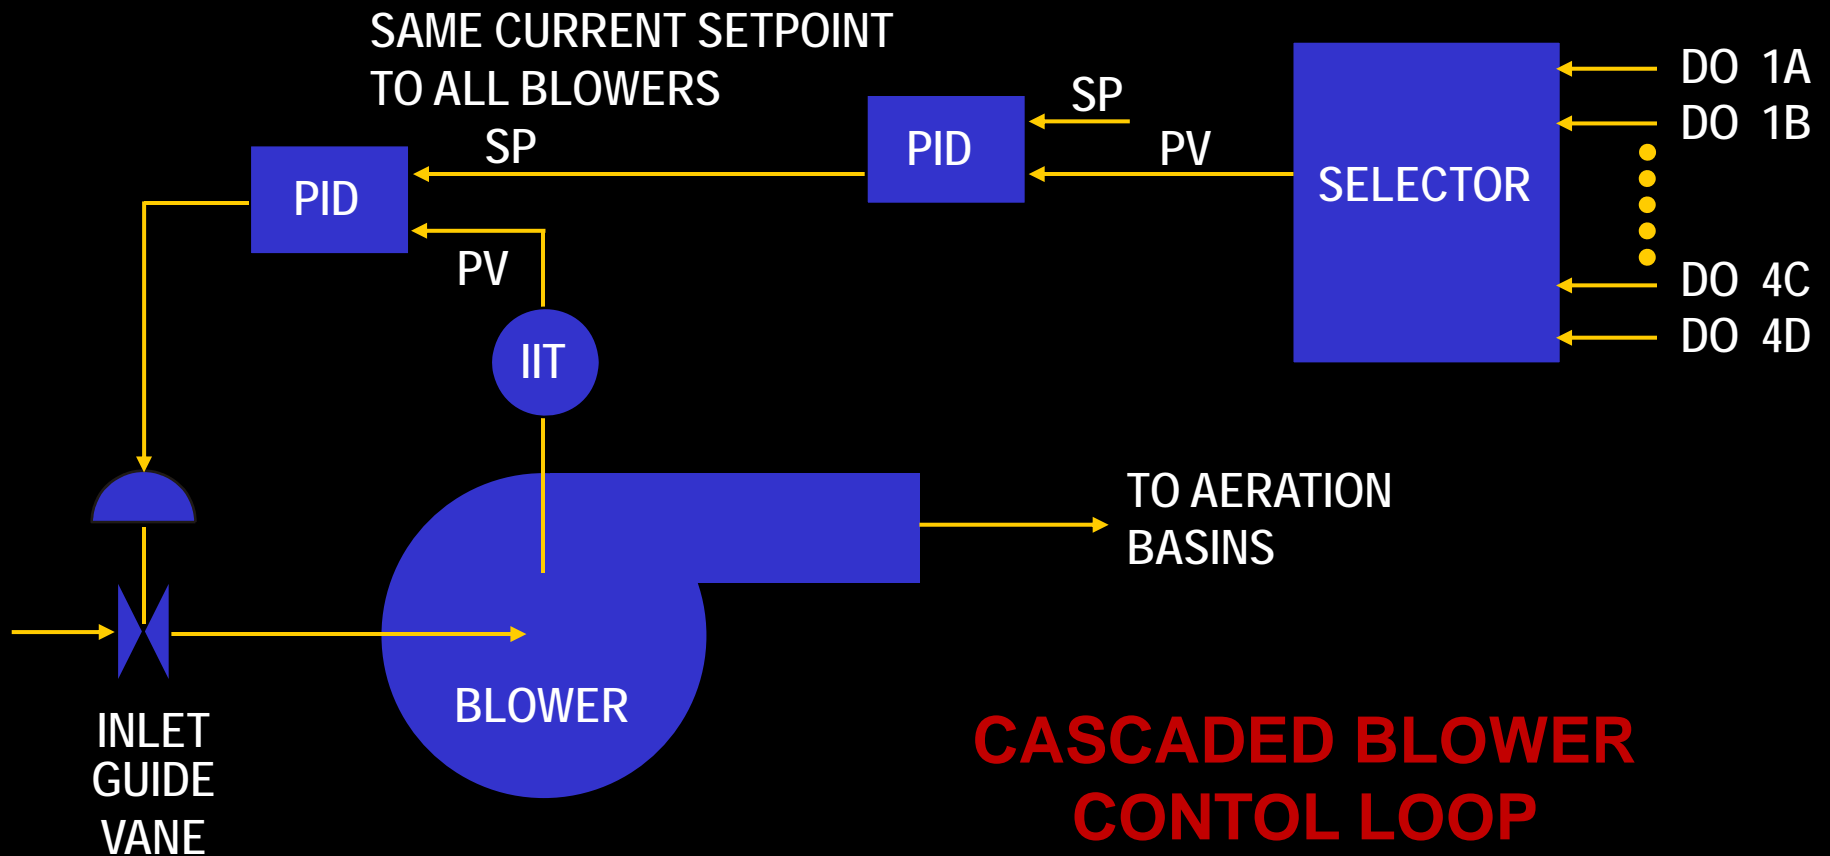 SAME CURRENT SETPOINT
TO ALL BLOWERS
SP
PID
PV
IIT
SP
PID
PV
SELECTOR
DO 1A
DO 1B
DO 4C
DO 4D
TO AERATION
BASINS
BLOWER
INLET
GUIDE
VANE
CASCADED BLOWER
CONTOL LOOP